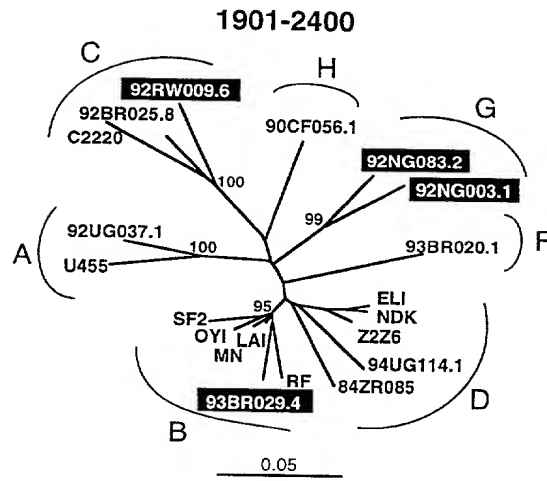 1901-2400
C
H
92RW009.6
G
92BR025.8
90CF056.1
C2220
92NG083.2
100
92NG003.1
99
F
92UG037.1
93BR020.1
A
100
U455
95
ELI
SF2
NDK
OYI
LAI
Z2Z6
MN
94UG114.1
RF
84ZR085
93BR029.4
D
B
0.05